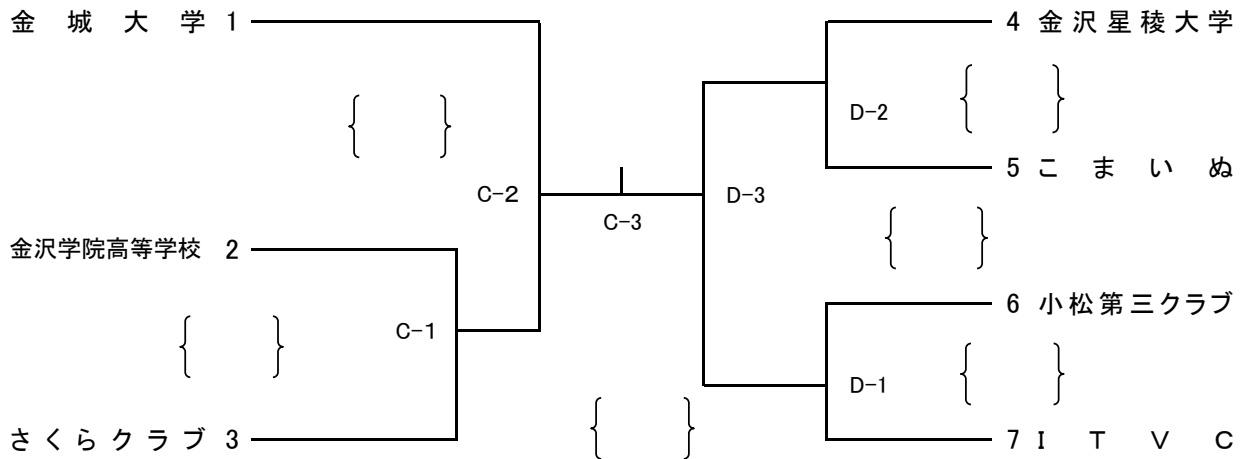 金城大学 1
4 金沢星稜大学
D-2
5 こまいぬ
C-2
D-3
C-3
金沢学院高等学校 2
6 小松第三クラブ
C-1
D-1
さくらクラブ 3
7 ITVC